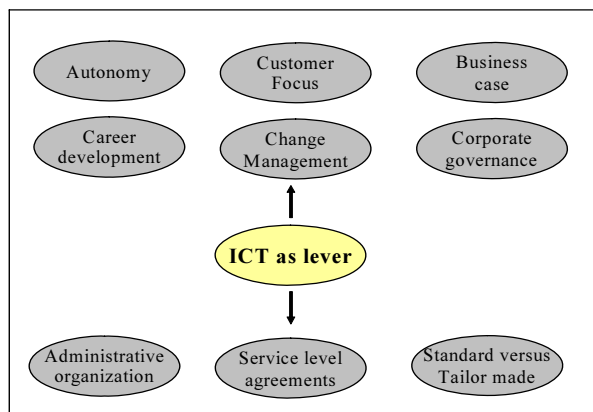 Autonomy
Customer
Focus
Business
case
Career
development
Change
Management
Corporate
governance
ICT as lever
Administrative
organization
Service level
agreements
Standard versus
Tailor made